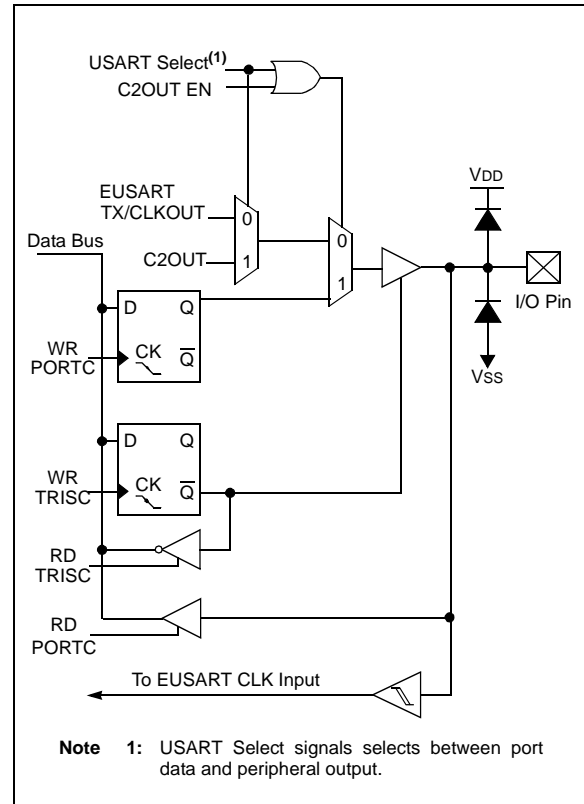 USART Select(1)
C2OUT EN
EUSART
TX/CLKOUT
0
Data Bus
C2OUT
1
0
1
VDD
I/O Pin
VSS
D Q
WR
PORTC
CK
Q
D Q
WR
TRISC
CK
Q
RD
TRISC
RD
PORTC
To EUSART CLK Input
Note 1: USART Select signals selects between port
data and peripheral output.